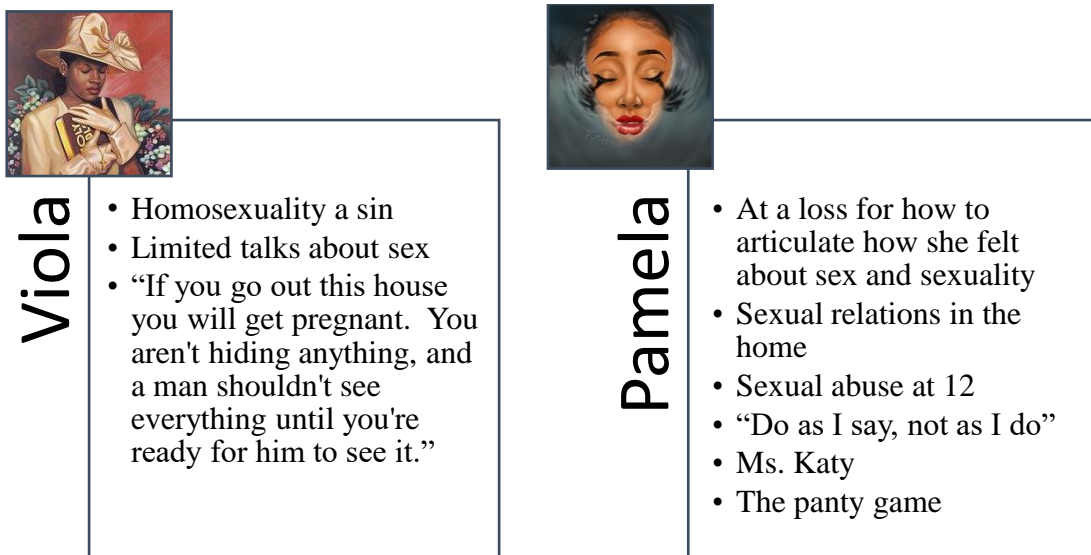 Viola
• Homosexuality a sin
• Limited talks about sex
• “If you go out this house
you will get pregnant.  You
aren't hiding anything, and
a man shouldn't see
everything until you're
ready for him to see it.”
Pamela
• At a loss for how to
articulate how she felt
about sex and sexuality
• Sexual relations in the
home
• Sexual abuse at 12
• “Do as I say, not as I do”
• Ms. Katy
• The panty game